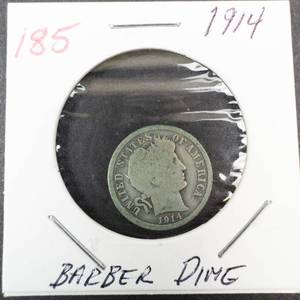 185
1914
UNITED STATES OF AMERICA
1914
BARBER DIME